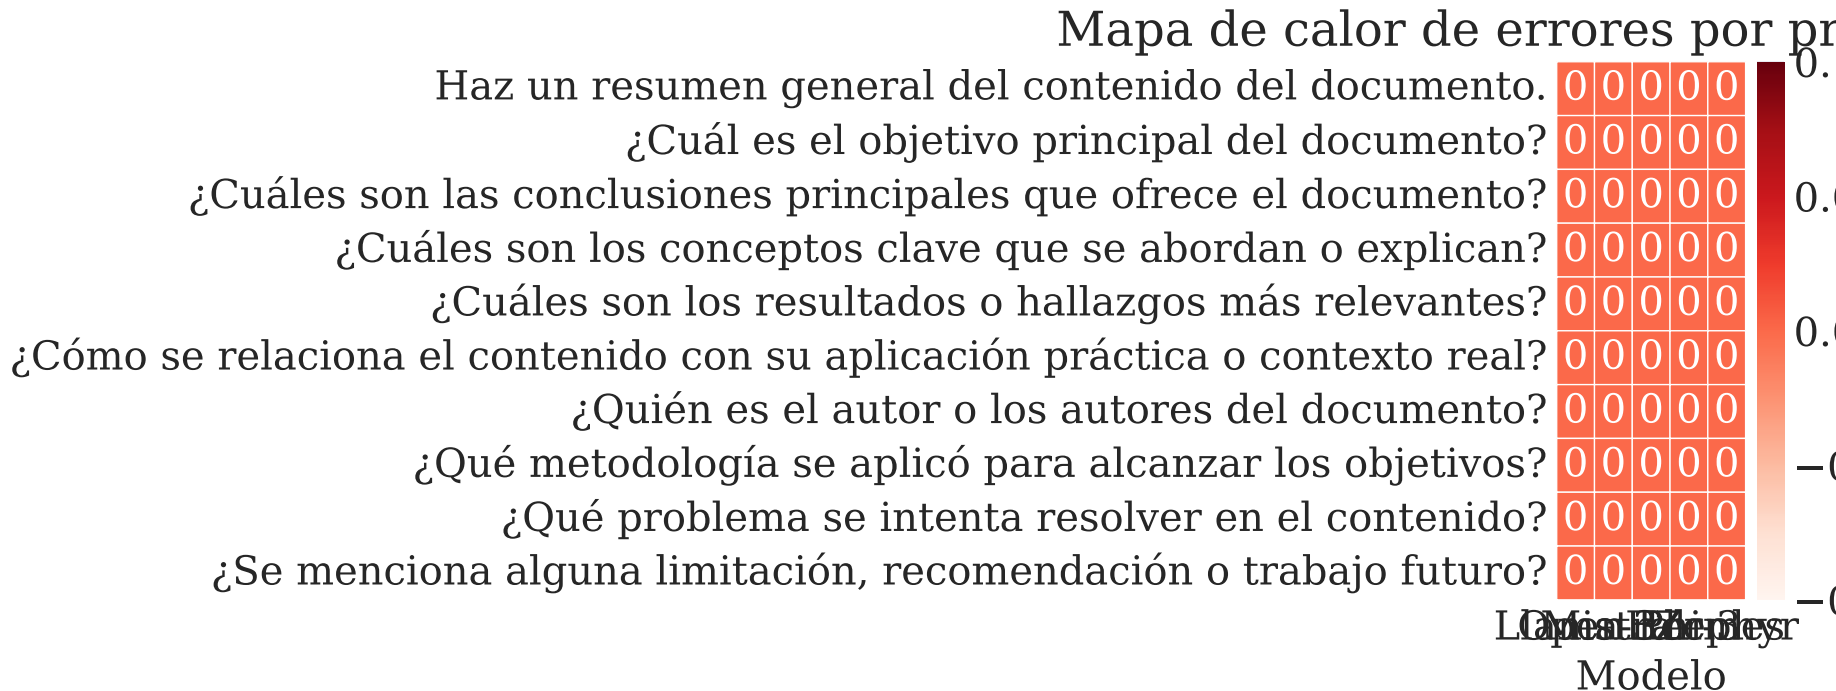 Mapa de calor de errores por pr
0.
Haz un resumen general del contenido del documento. 0 0 0 0 0
¿Cuál es el objetivo principal del documento? 0 0 0 0 0
¿Cuáles son las conclusiones principales que ofrece el documento? 0 0 0 0 0
0.0
¿Cuáles son los conceptos clave que se abordan o explican? 0 0 0 0 0
¿Cuáles son los resultados o hallazgos más relevantes? 0 0 0 0 0
0.0
¿Cómo se relaciona el contenido con su aplicación práctica o contexto real? 0 0 0 0 0
¿Quién es el autor o los autores del documento? 0 0 0 0 0
¿Qué metodología se aplicó para alcanzar los objetivos? 0 0 0 0 0
−0
¿Qué problema se intenta resolver en el contenido? 0 0 0 0 0
¿Se menciona alguna limitación, recomendación o trabajo futuro? 0 0 0 0 0
−0
Modelo